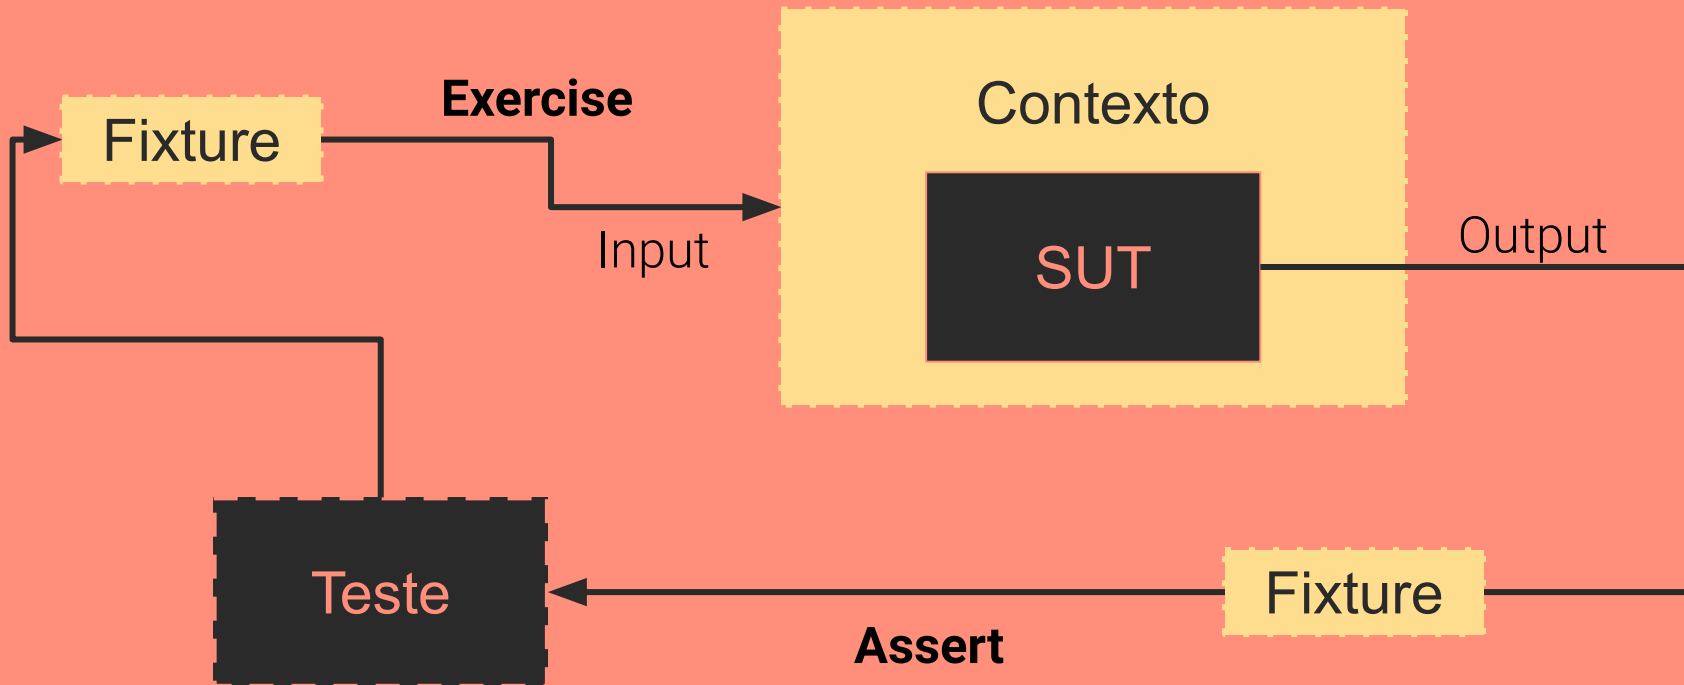 Exercise
Contexto
Fixture
SUT
Input
Output
Teste
Fixture
Assert